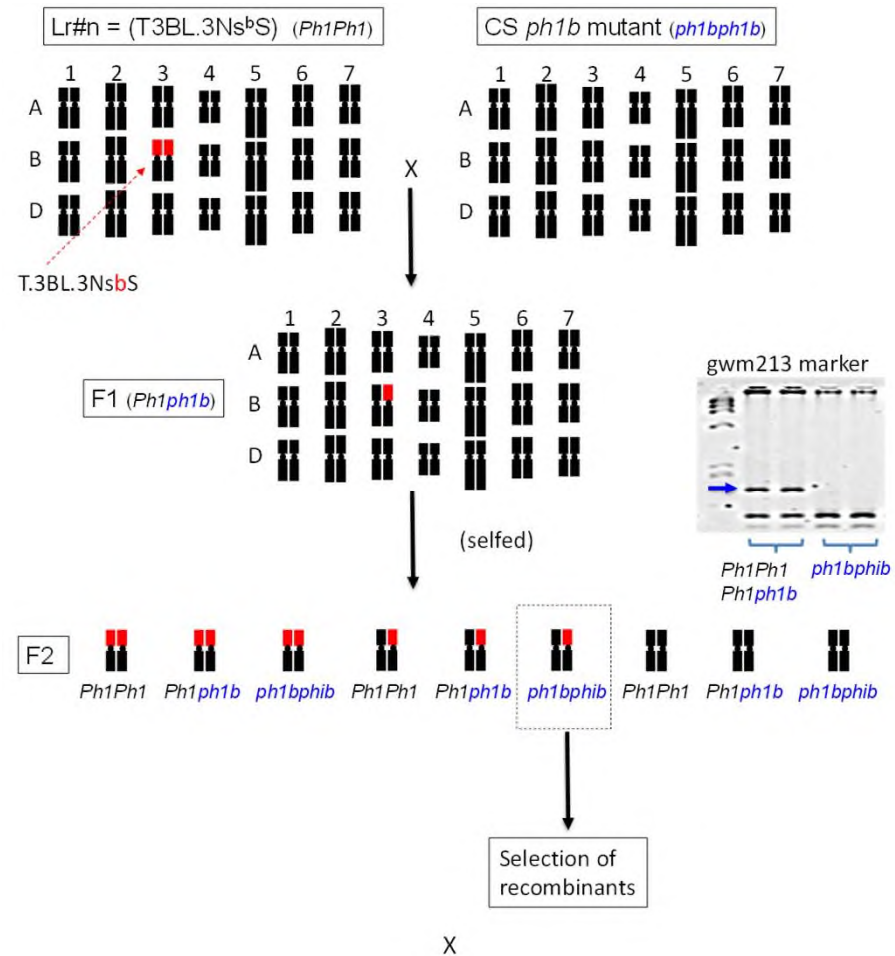 Lr#n = (T3BL.3NsᵇS) (Ph1Ph1)
CS ph1b mutant (ph1bph1b)
1 2 3 4 5 6 7
1 2 3 4 5 6 7
A
A
B
B
X
D
D
T.3BL.3NsbS
1 2 3 4 5 6 7
A
gwm213 marker
F1 (Ph1ph1b)
B
D
(selfed)
Ph1Ph1
ph1bphib
Ph1ph1b
F2
Ph1Ph1 Ph1ph1b ph1bphib Ph1Ph1 Ph1ph1b ph1bphib Ph1Ph1 Ph1ph1b ph1bphib
Selection of
recombinants
X